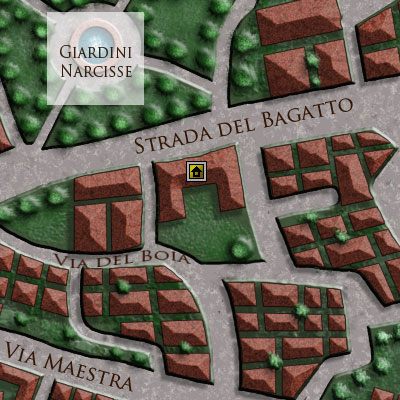 Giardini
Narcisse
Strada del Bagatto
Via del Boia
Via Maestra